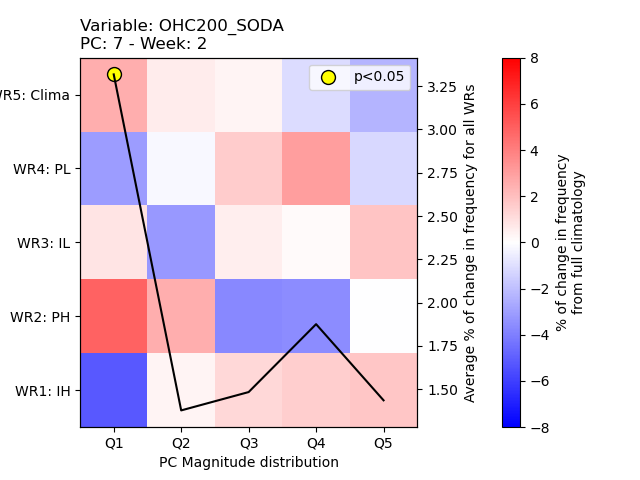 Variable: OHC200_SODA
PC: 7 - Week: 2
p<0.05
WR5: Clima
WR4: PL
WR3: IL
WR2: PH
WR1: IH
Q1 Q2 Q3 Q4 Q5
PC Magnitude distribution
3.25
3.00
2.75
2.50
2.25
2.00
1.75
1.50
Average % of change in frequency for all WRs
8
6
4
2
0
−2
−4
−6
−8
% of change in frequency
from full climatology